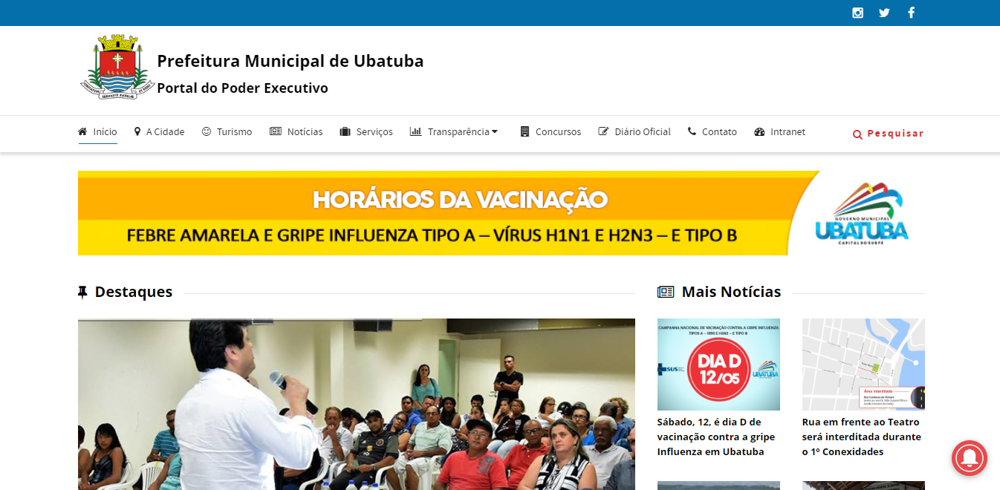 Prefeitura Municipal de Ubatuba
Portal do Poder Executivo
SERVAVIT PATRIAE
Início A Cidade Turismo Notícias Serviços Transparência Concursos Diário Oficial Contato Intranet Pesquisar
HORÁRIOS DA VACINAÇÃO
FEBRE AMARELA E GRIPE INFLUENZA TIPO A – VÍRUS H1N1 E H2N3 – E TIPO B
GOVERNO MUNICIPAL
UBATUBA
CAPITAL DO SURFE
Destaques
Mais Notícias
CAMPANHA NACIONAL DE VACINAÇÃO CONTRA A GRIPE INFLUENZA
TIPOS A – H1N1 E H3N2 – E TIPO B
DIA D
12/05
SUS
UBATUBA
Área interditada
Sábado, 12, é dia D de
vacinação contra a gripe
Influenza em Ubatuba
Rua em frente ao Teatro
será interditada durante
o 1º Conexidades